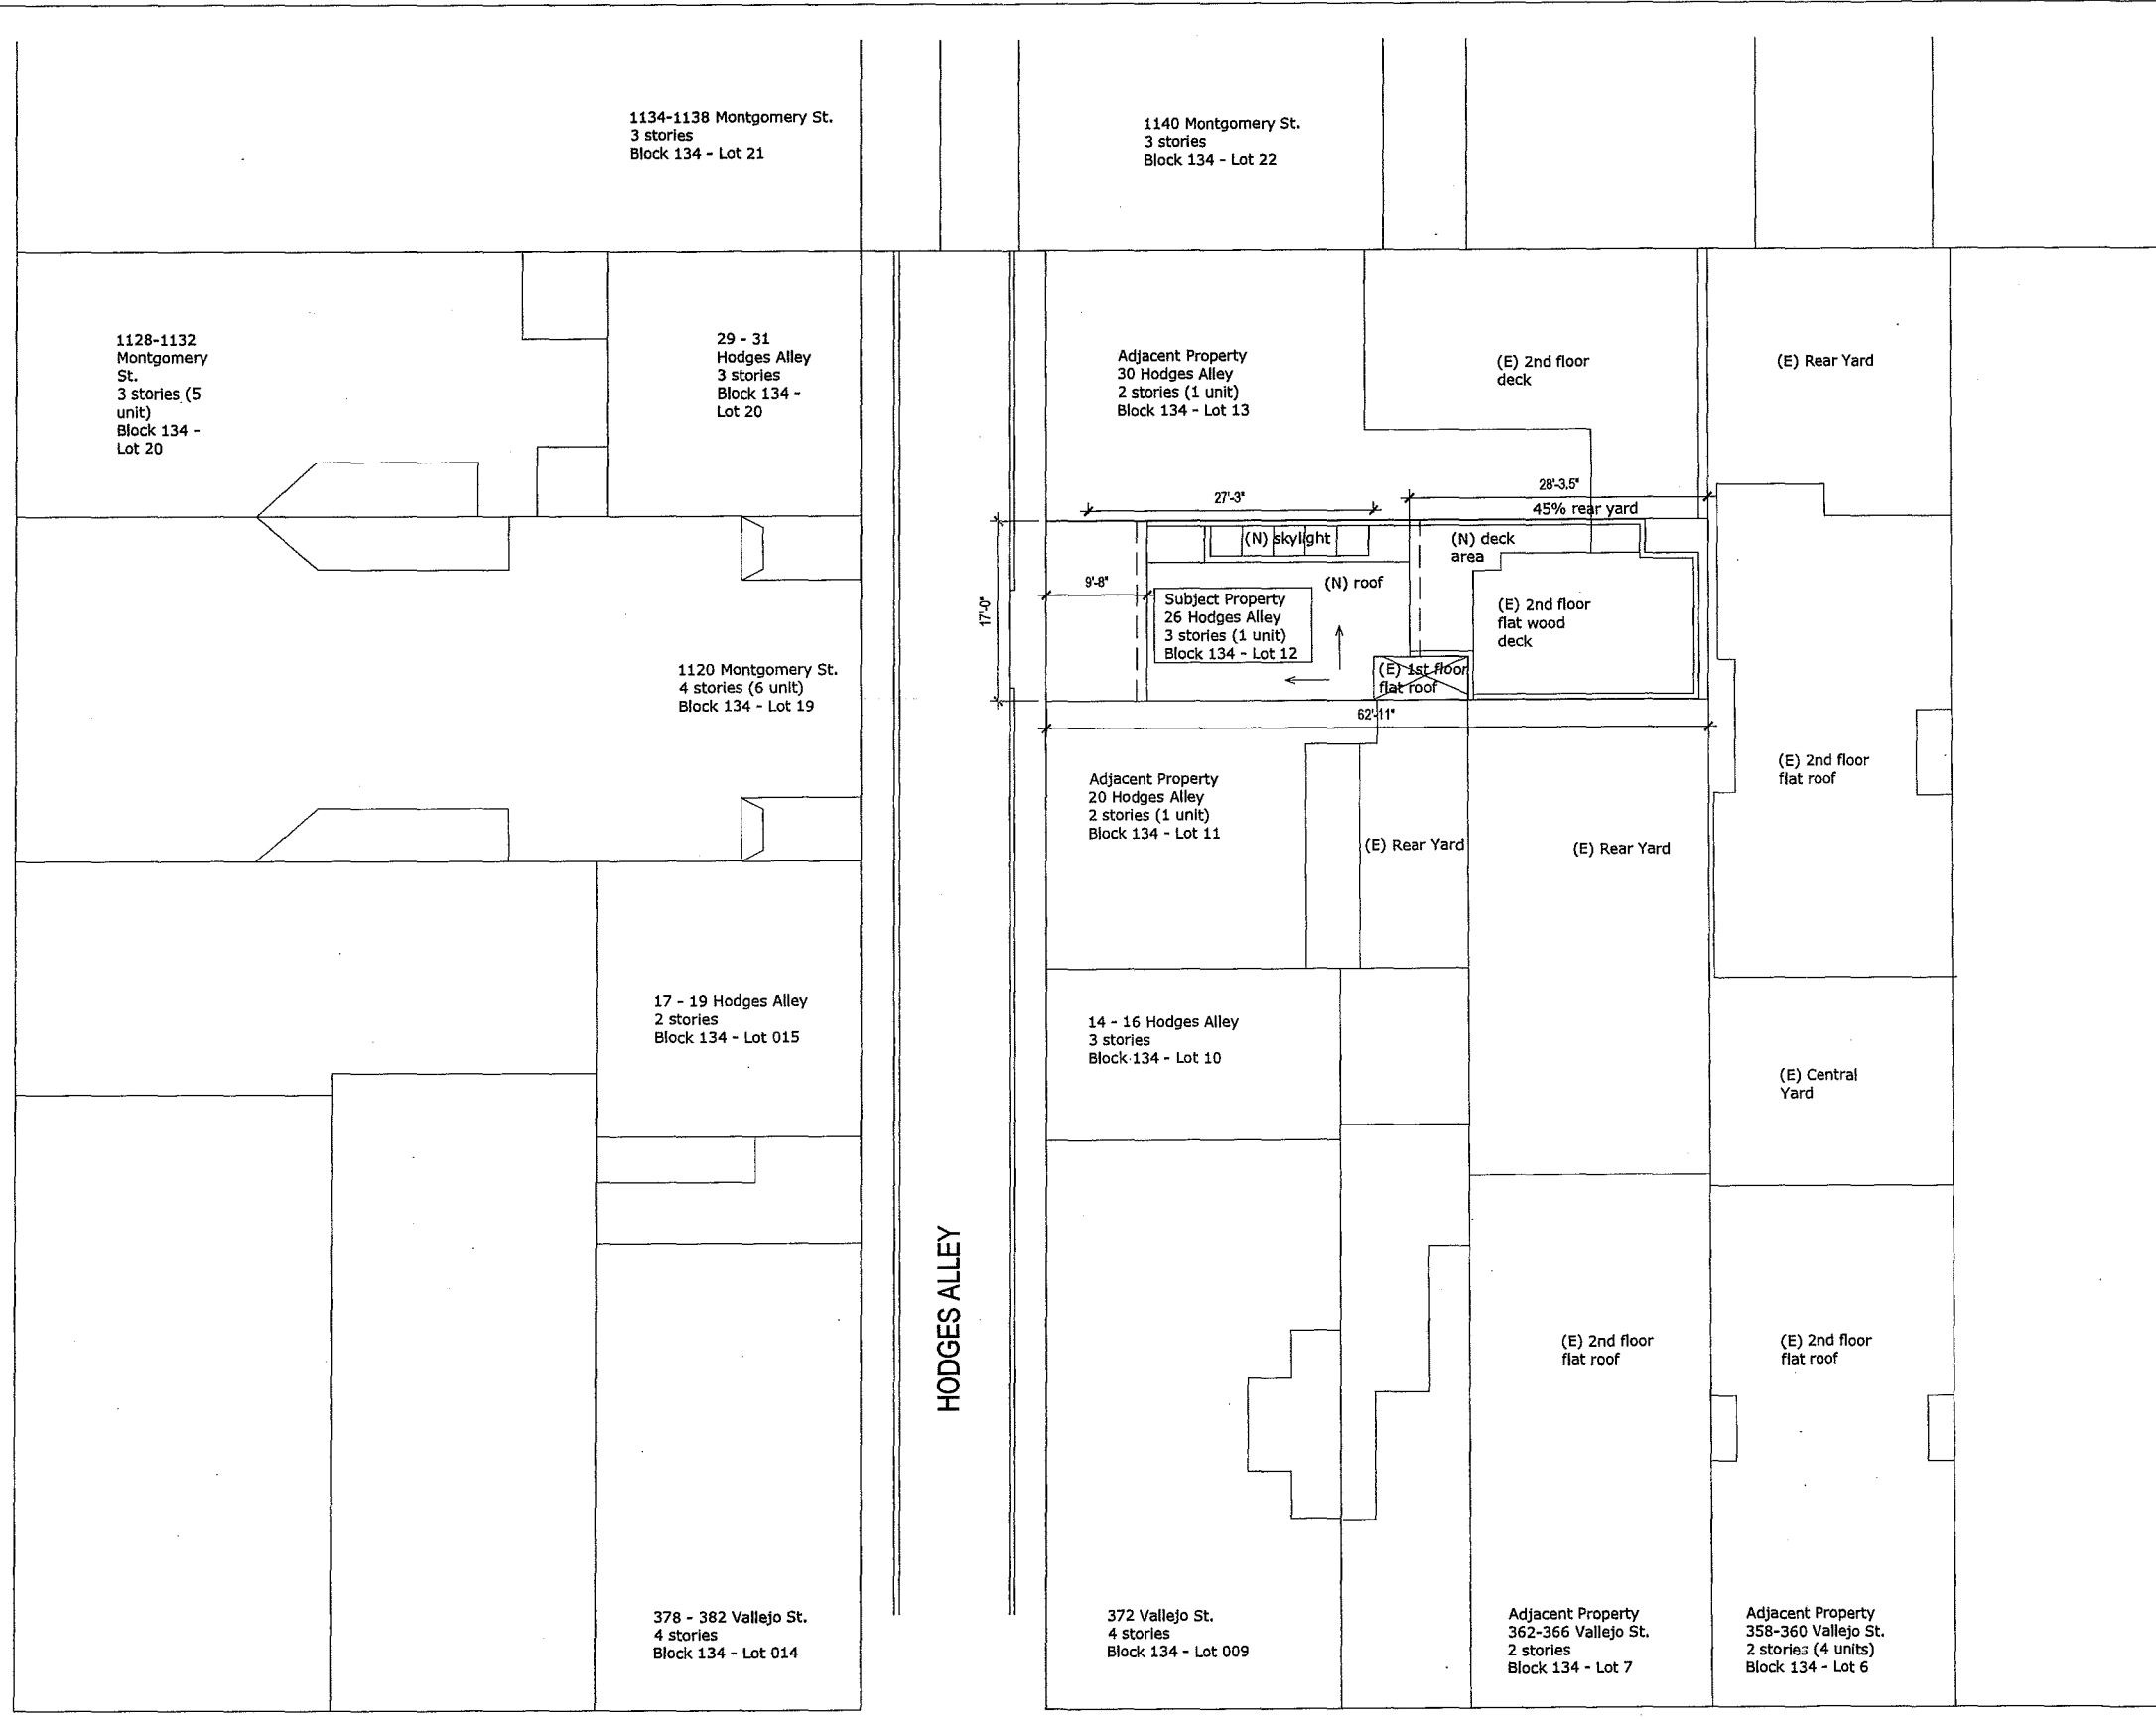 1134-1138 Montgomery St.
3 stories
Block 134 - Lot 21
1140 Montgomery St.
3 stories
Block 134 - Lot 22
1128-1132
Montgomery
St.
3 stories (5
unit)
Block 134 -
Lot 20
29 - 31
Hodges Alley
3 stories
Block 134 -
Lot 20
Adjacent Property
30 Hodges Alley
2 stories (1 unit)
Block 134 - Lot 13
(E) 2nd floor
deck
(E) Rear Yard
27'-3"
28'-3.5"
45% rear yard
(N) skylight
(N) deck
area
9'-8"
(N) roof
17'-0"
Subject Property
26 Hodges Alley
3 stories (1 unit)
Block 134 - Lot 12
(E) 2nd floor
flat wood
deck
(E) 1st floor
flat roof
62'-11"
1120 Montgomery St.
4 stories (6 unit)
Block 134 - Lot 19
Adjacent Property
20 Hodges Alley
2 stories (1 unit)
Block 134 - Lot 11
(E) Rear Yard
(E) Rear Yard
(E) 2nd floor
flat roof
17 - 19 Hodges Alley
2 stories
Block 134 - Lot 015
14 - 16 Hodges Alley
3 stories
Block 134 - Lot 10
(E) Central
Yard
HODGES ALLEY
(E) 2nd floor
flat roof
(E) 2nd floor
flat roof
378 - 382 Vallejo St.
4 stories
Block 134 - Lot 014
372 Vallejo St.
4 stories
Block 134 - Lot 009
Adjacent Property
362-366 Vallejo St.
2 stories
Block 134 - Lot 7
Adjacent Property
358-360 Vallejo St.
2 stories (4 units)
Block 134 - Lot 6